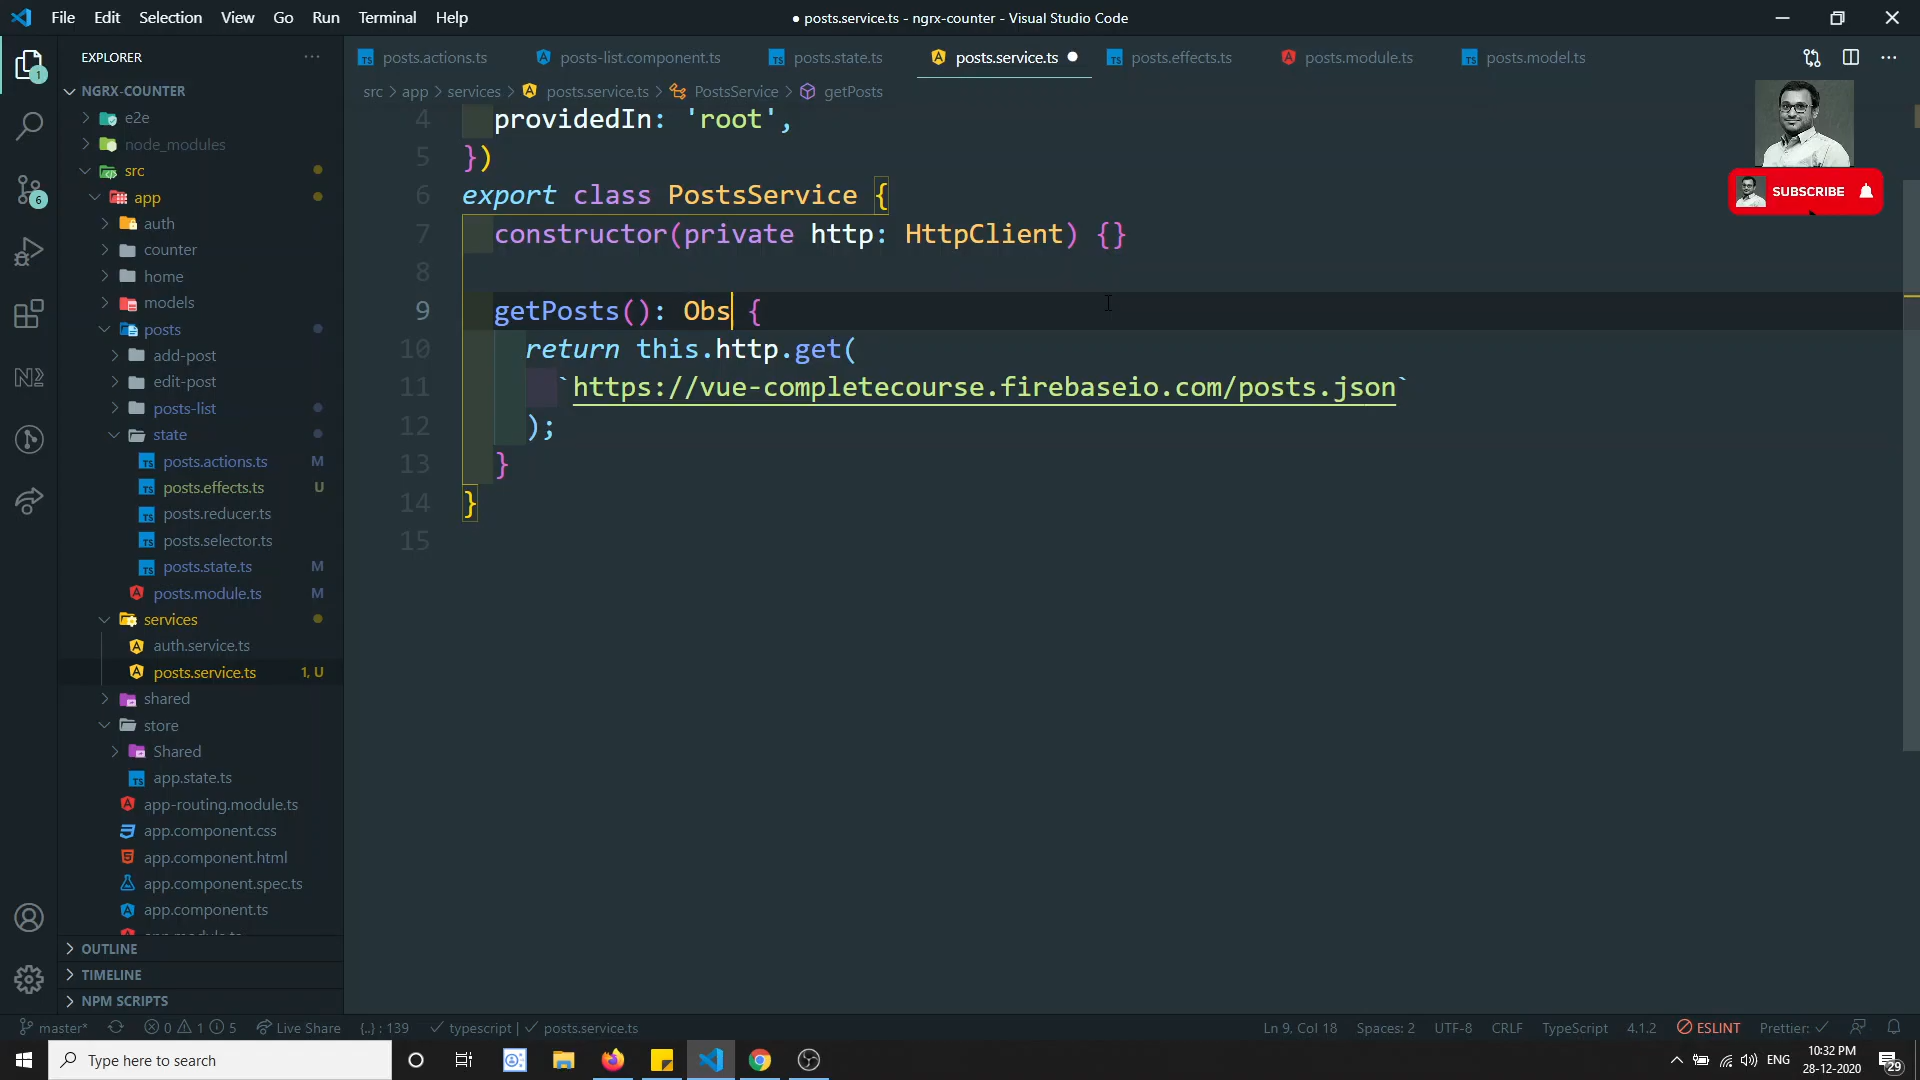 File Edit Selection View Go Run Terminal Help
● posts.service.ts - ngrx-counter - Visual Studio Code
EXPLORER
NGRX-COUNTER
e2e
node_modules
src
app
auth
counter
home
models
posts
add-post
edit-post
posts-list
state
posts.actions.ts M
posts.effects.ts U
posts.reducer.ts
posts.selector.ts
posts.state.ts M
posts.module.ts M
services
auth.service.ts
posts.service.ts 1, U
shared
store
Shared
app.state.ts
app-routing.module.ts
app.component.css
app.component.html
app.component.spec.ts
app.component.ts
OUTLINE
TIMELINE
NPM SCRIPTS
posts.actions.ts posts-list.component.ts posts.state.ts posts.service.ts posts.effects.ts posts.module.ts posts.model.ts
src > app > services > posts.service.ts > PostsService > getPosts
4 providedIn: 'root',
5 })
6 export class PostsService {
7 constructor(private http: HttpClient) {}
8
9 getPosts(): Obs {
10 return this.http.get(
11 `https://vue-completecourse.firebaseio.com/posts.json`
12 );
13 }
14 }
15
SUBSCRIBE
1
6
master* 0 1 5 Live Share {..} : 139 typescript | posts.service.ts
Ln 9, Col 18 Spaces: 2 UTF-8 CRLF TypeScript 4.1.2 ESLINT Prettier:
Type here to search
ENG
10:32 PM
28-12-2020
29